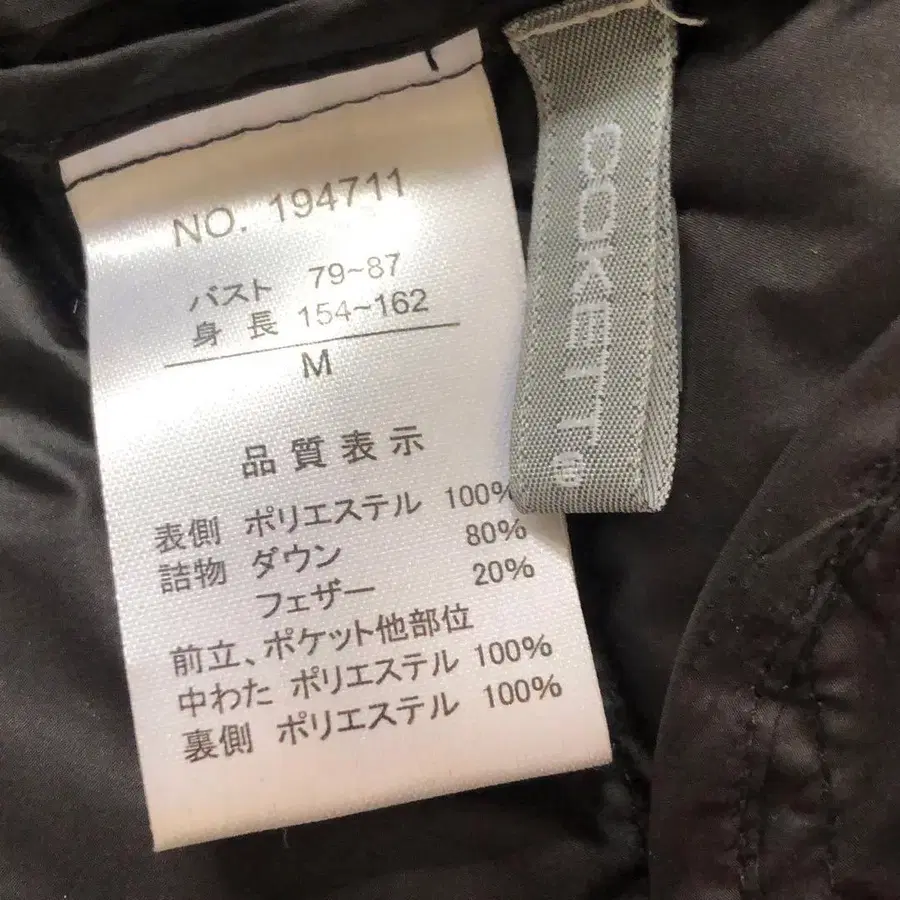 NO. 194711
バスト 79~87
身 長 154~162
M
品質表示
表側 ポリエステル 100%
詰物 ダウン 80%
フェザー 20%
前立、ポケット他部位
中わた ポリエステル 100%
裏側 ポリエステル 100%
COKETT®